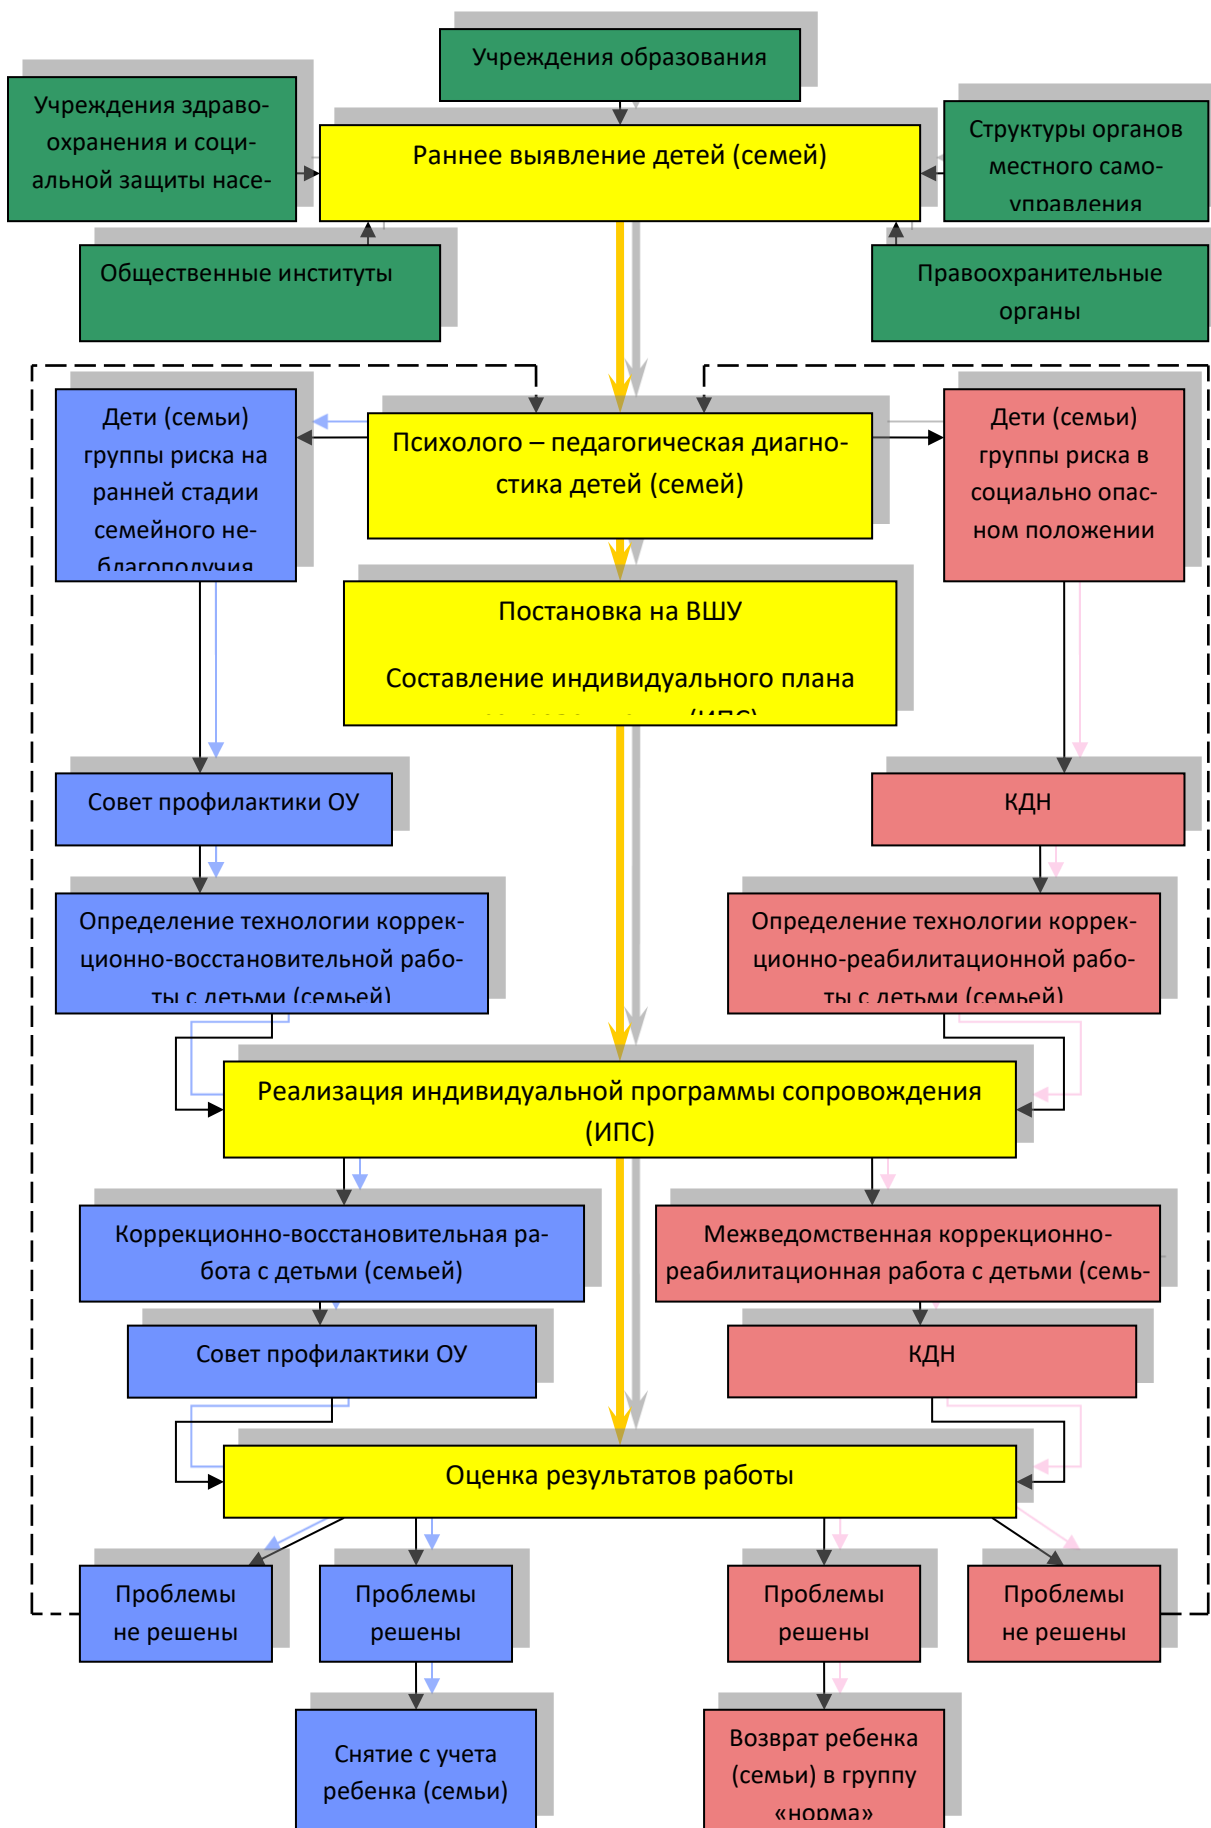 Учреждения образования
Учреждения здраво-
охранения и соци-
альной защиты насе-
Раннее выявление детей (семей)
Структуры органов
местного само-
управления
Общественные институты
Правоохранительные
органы
Дети (семьи)
группы риска на
ранней стадии
семейного не-
благополучия
Психолого – педагогическая диагно-
стика детей (семей)
Дети (семьи)
группы риска в
социально опас-
ном положении
Постановка на ВШУ
Составление индивидуального плана
(ИПС)
Совет профилактики ОУ
КДН
Определение технологии коррек-
ционно-восстановительной рабо-
ты с детьми (семьей)
Определение технологии коррек-
ционно-реабилитационной рабо-
ты с детьми (семьей)
Реализация индивидуальной программы сопровождения
(ИПС)
Коррекционно-восстановительная ра-
бота с детьми (семьей)
Межведомственная коррекционно-
реабилитационная работа с детьми (семь-
Совет профилактики ОУ
КДН
Оценка результатов работы
Проблемы
не решены
Проблемы
решены
Проблемы
решены
Проблемы
не решены
Снятие с учета
ребенка (семьи)
Возврат ребенка
(семьи) в группу
«норма»